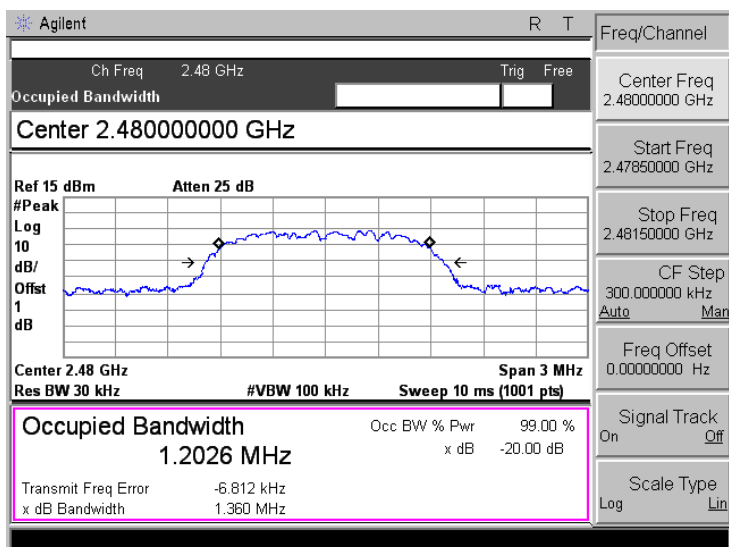 Agilent R T
Ch Freq 2.48 GHz Trig Free
Occupied Bandwidth
Center 2.480000000 GHz
Ref 15 dBm Atten 25 dB
#Peak
Log
10
dB/
Offst
1
dB
Center 2.48 GHz Span 3 MHz
Res BW 30 kHz #VBW 100 kHz Sweep 10 ms (1001 pts)
Occupied Bandwidth Occ BW % Pwr 99.00 %
1.2026 MHz x dB -20.00 dB
Transmit Freq Error -6.812 kHz
x dB Bandwidth 1.360 MHz
Freq/Channel
Center Freq
2.48000000 GHz
Start Freq
2.47850000 GHz
Stop Freq
2.48150000 GHz
CF Step
300.000000 kHz
Auto Man
Freq Offset
0.00000000 Hz
Signal Track
On Off
Scale Type
Log Lin